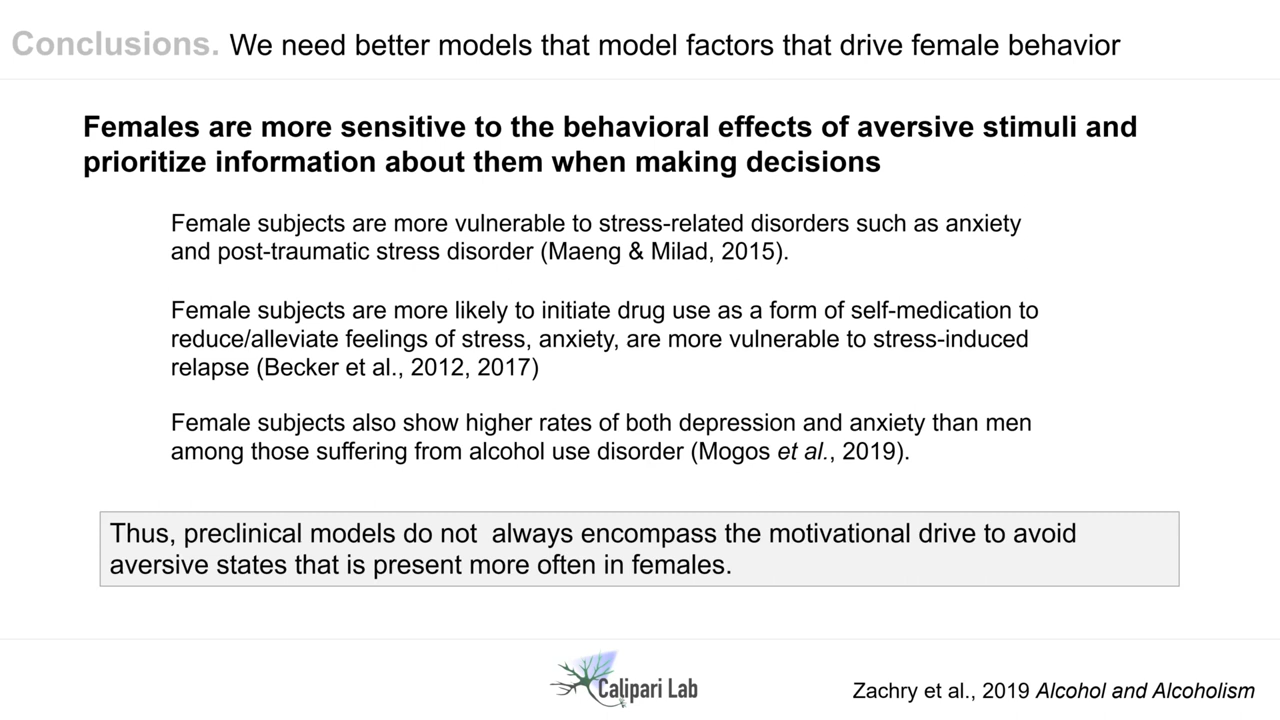 Conclusions. We need better models that model factors that drive female behavior
Females are more sensitive to the behavioral effects of aversive stimuli and
prioritize information about them when making decisions
Female subjects are more vulnerable to stress-related disorders such as anxiety
and post-traumatic stress disorder (Maeng & Milad, 2015).
Female subjects are more likely to initiate drug use as a form of self-medication to
reduce/alleviate feelings of stress, anxiety, are more vulnerable to stress-induced
relapse (Becker et al., 2012, 2017)
Female subjects also show higher rates of both depression and anxiety than men
among those suffering from alcohol use disorder (Mogos et al., 2019).
Thus, preclinical models do not  always encompass the motivational drive to avoid
aversive states that is present more often in females.
Calipari Lab
Zachry et al., 2019 Alcohol and Alcoholism